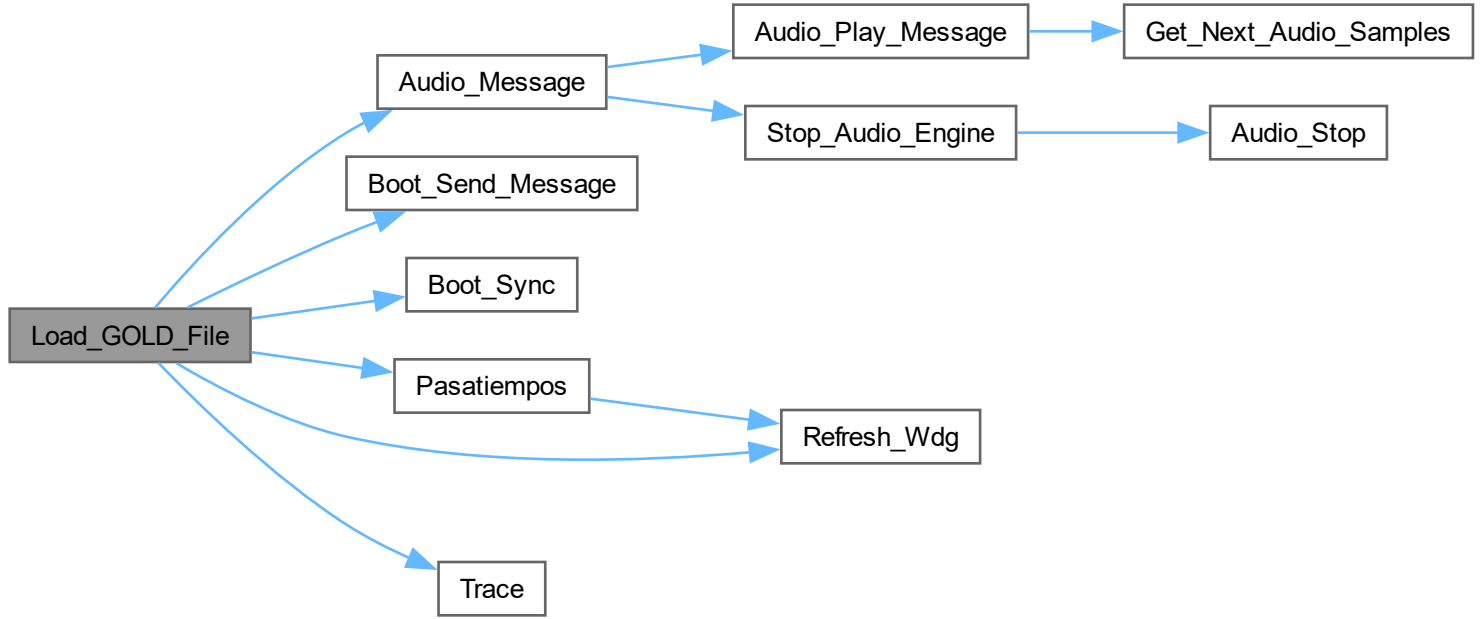 Load_GOLD_File
Audio_Message
Audio_Play_Message
Get_Next_Audio_Samples
Stop_Audio_Engine
Audio_Stop
Boot_Send_Message
Boot_Sync
Pasatiempos
Refresh_Wdg
Trace